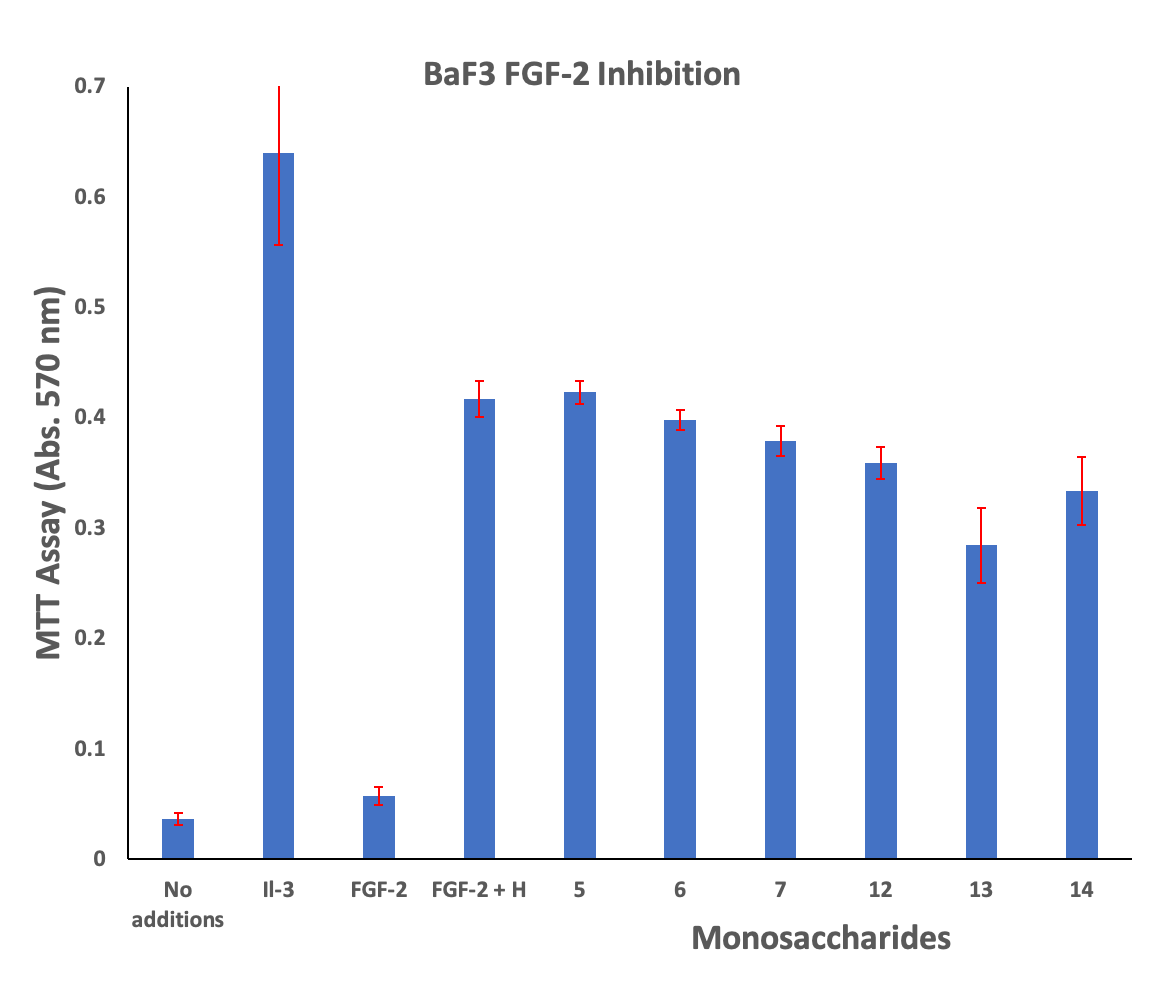 BaF3 FGF-2 Inhibition
MTT Assay (Abs. 570 nm)
0.7
0.6
0.5
0.4
0.3
0.2
0.1
0
No additions
Il-3
FGF-2
FGF-2 + H
5
6
7
12
13
14
Monosaccharides